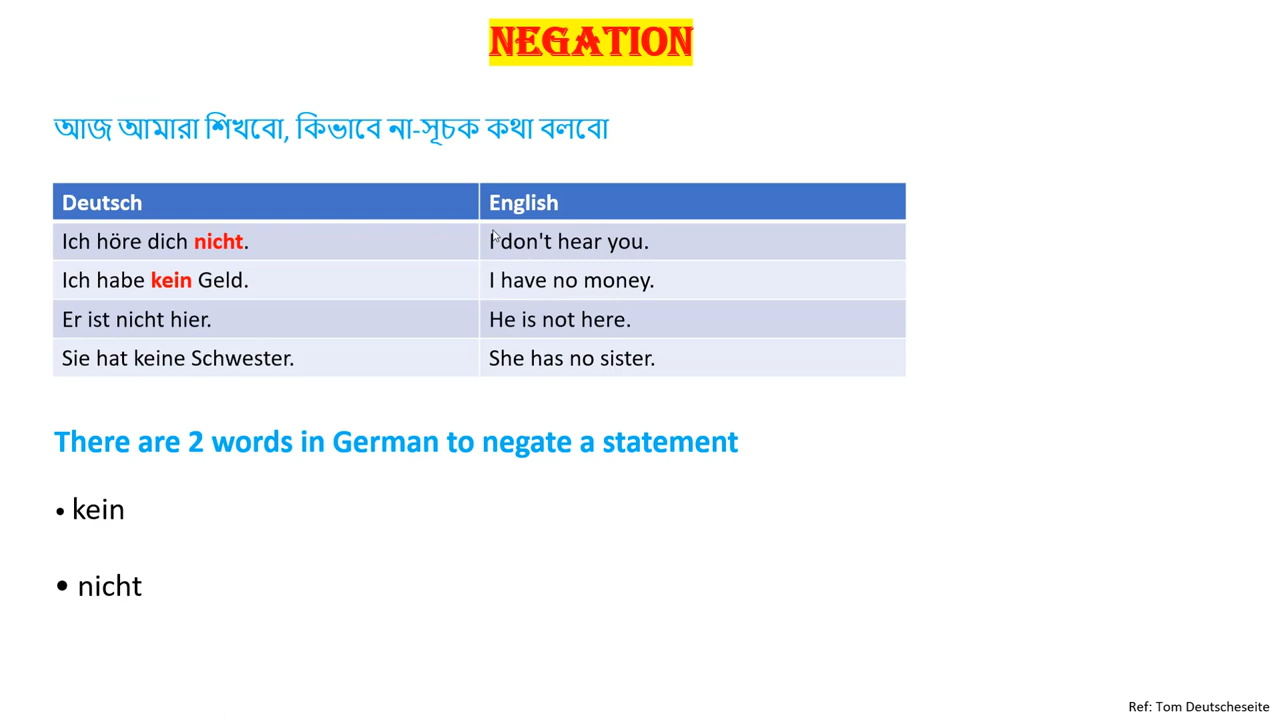 NEGATION
আজ আমারা শিখবো, কিভাবে না-সূচক কথা বলবো
Deutsch English
Ich höre dich nicht. I don't hear you.
Ich habe kein Geld. I have no money.
Er ist nicht hier. He is not here.
Sie hat keine Schwester. She has no sister.
There are 2 words in German to negate a statement
• kein
• nicht
Ref: Tom Deutscheseite